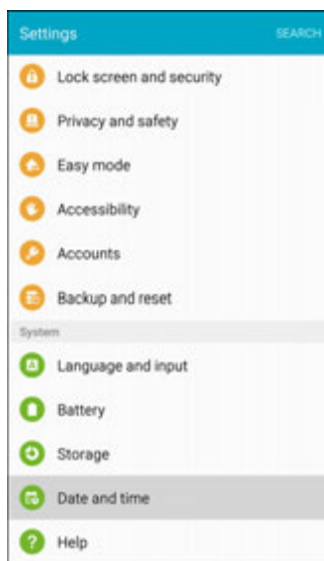 Settings
SEARCH
Lock screen and security
Privacy and safety
Easy mode
Accessibility
Accounts
Backup and reset
System
Language and input
Battery
Storage
Date and time
Help